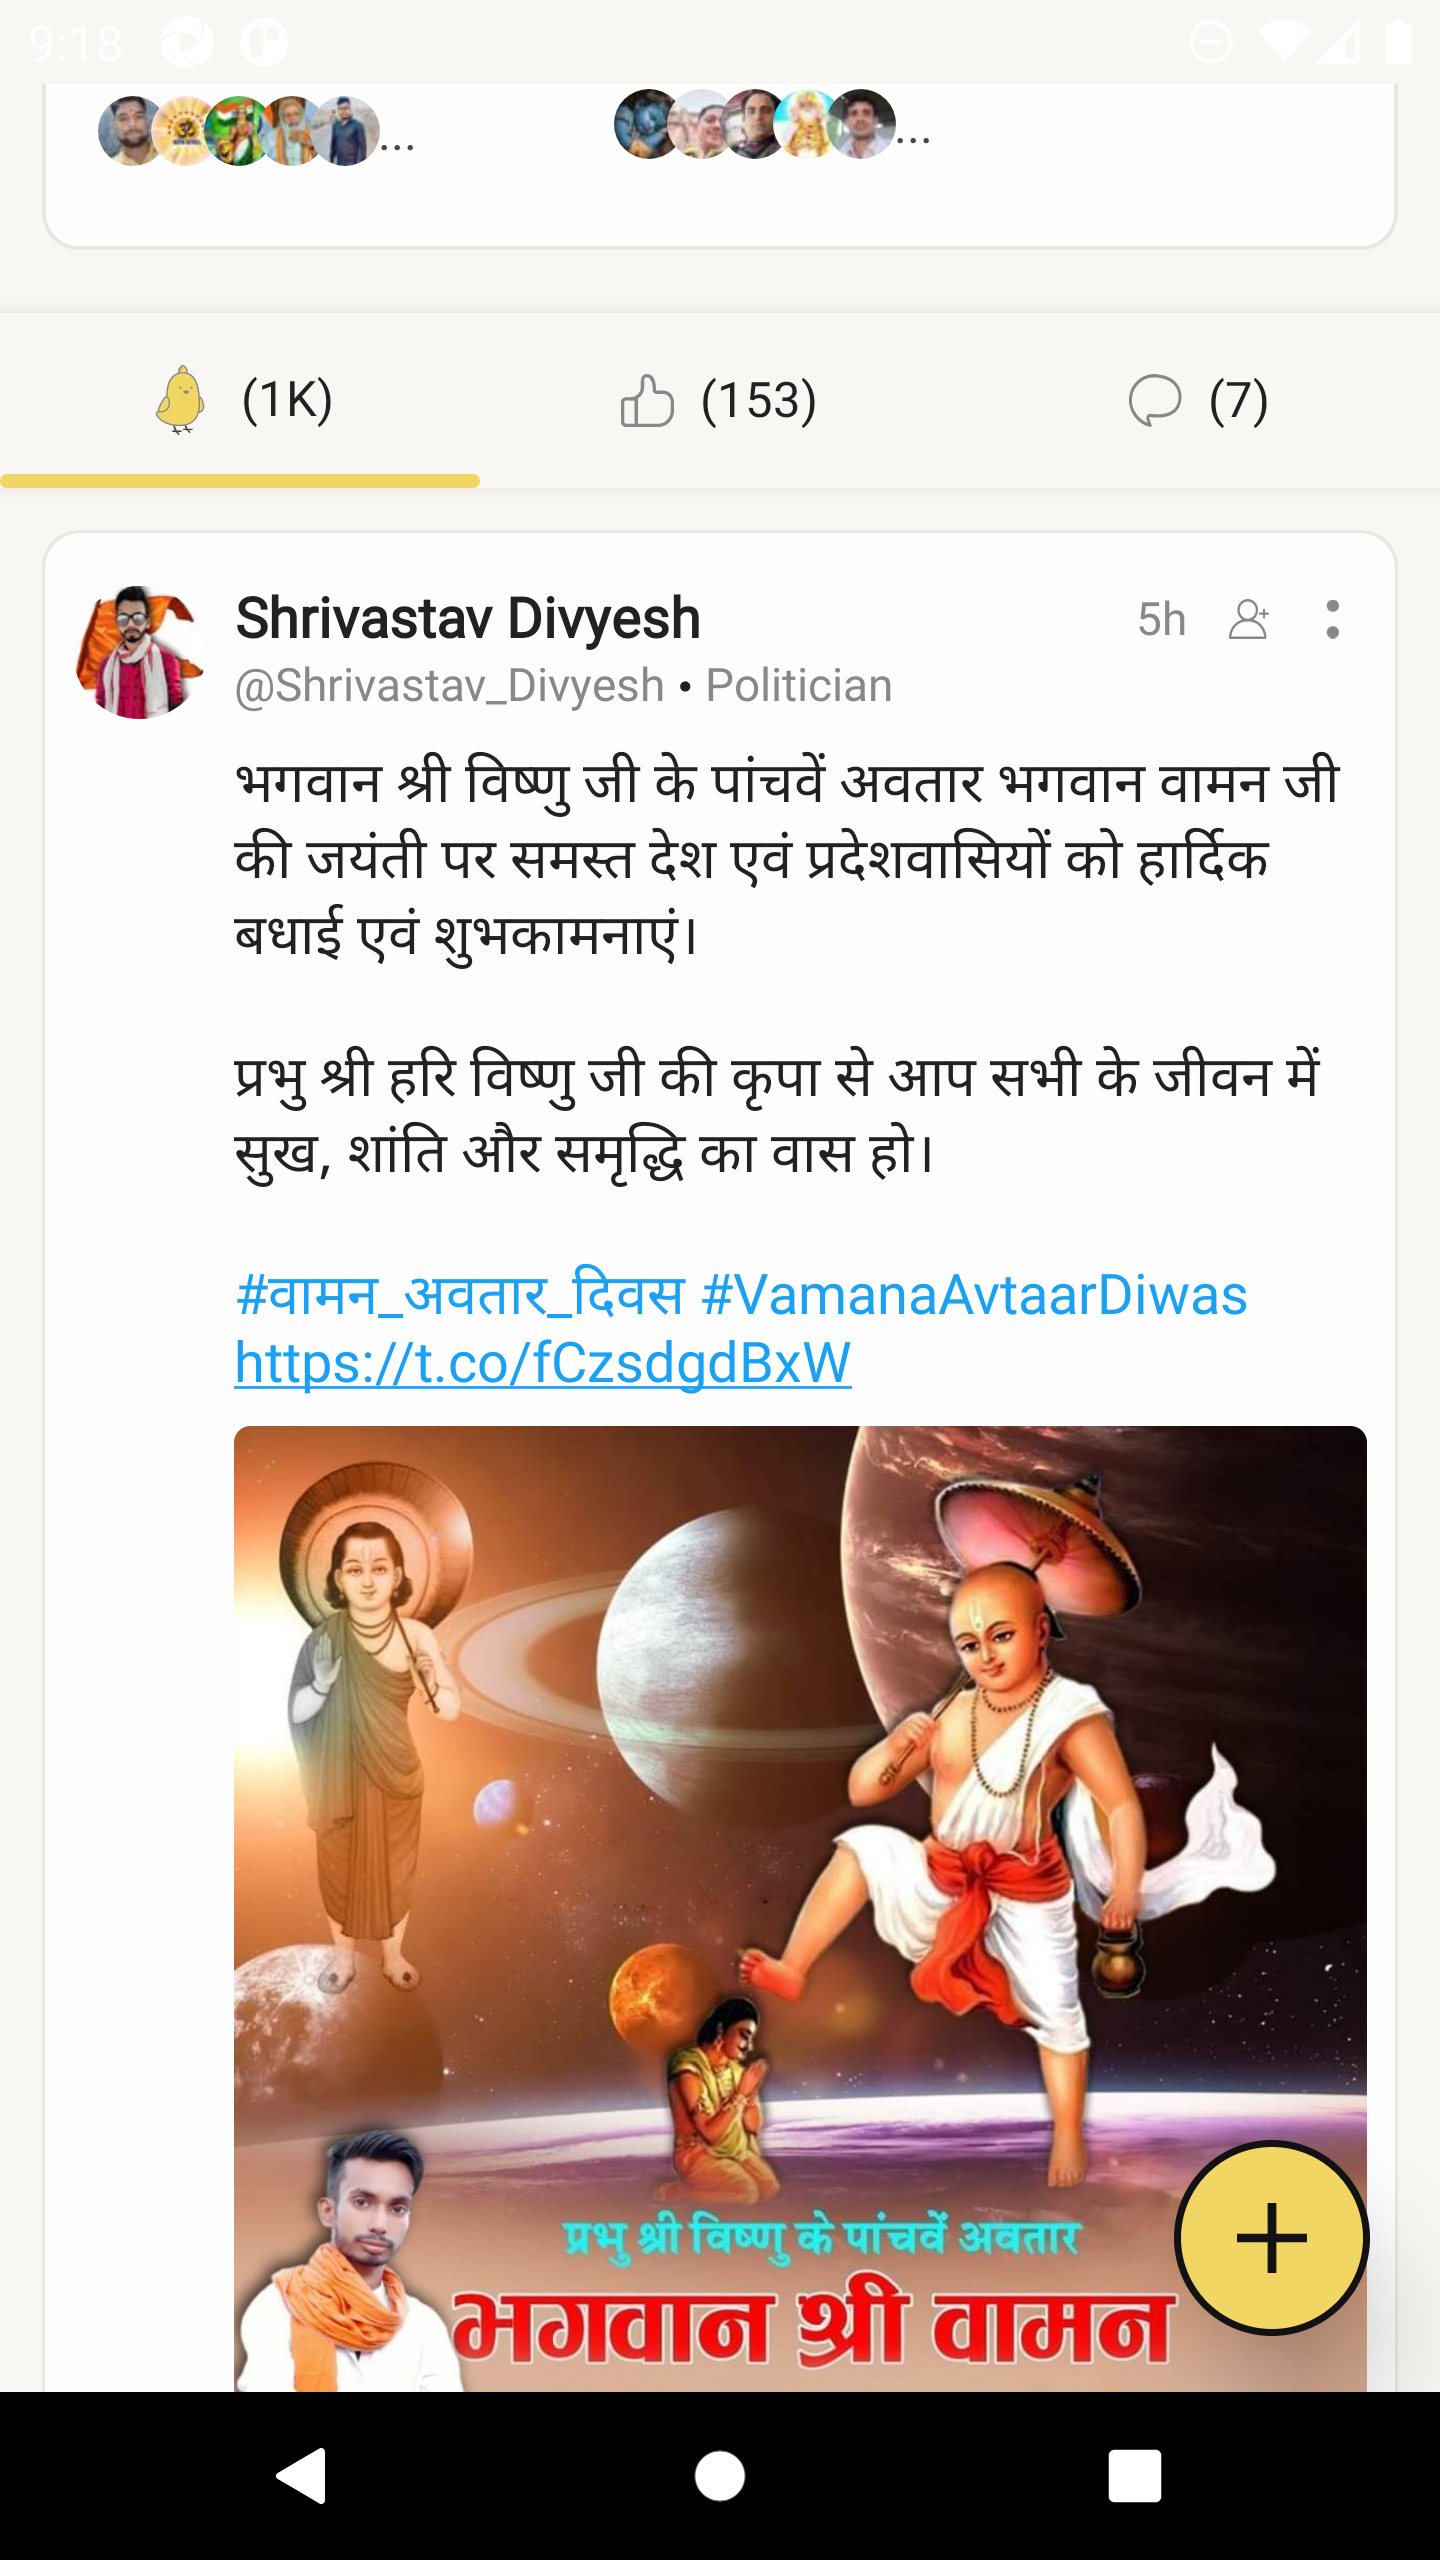 9:18
...
...
(1K)
(153)
(7)
Shrivastav Divyesh
5h
@Shrivastav_Divyesh • Politician
भगवान श्री विष्णु जी के पांचवें अवतार भगवान वामन जी
की जयंती पर समस्त देश एवं प्रदेशवासियों को हार्दिक
बधाई एवं शुभकामनाएं।
प्रभु श्री हरि विष्णु जी की कृपा से आप सभी के जीवन में
सुख, शांति और समृद्धि का वास हो।
#वामन_अवतार_दिवस #VamanaAvtaarDiwas
https://t.co/fCzsdgdBxW
प्रभु श्री विष्णु के पांचवें अवतार
भगवान श्री वामन